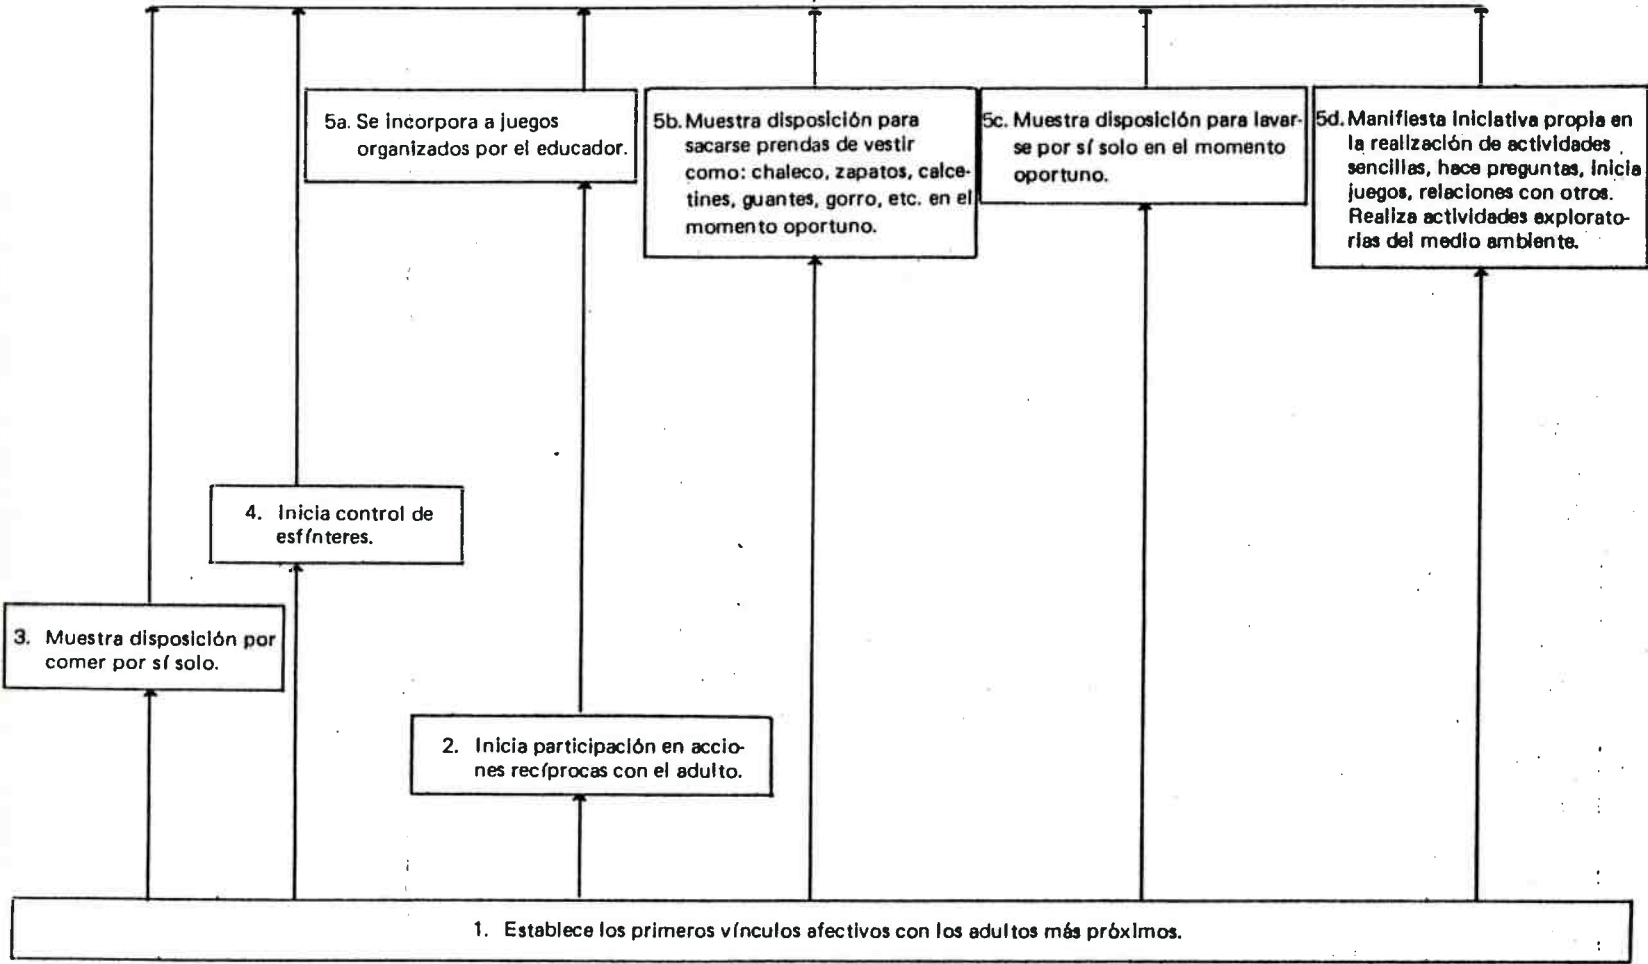 5a. Se incorpora a juegos
organizados por el educador.
5b. Muestra disposición para
sacarse prendas de vestir
como: chaleco, zapatos, calce-
tines, guantes, gorro, etc. en el
momento oportuno.
5c. Muestra disposición para lavar-
se por sí solo en el momento
oportuno.
5d. Manifiesta iniciativa propia en
la realización de actividades
sencillas, hace preguntas, inicia
juegos, relaciones con otros.
Realiza actividades explorato-
rias del medio ambiente.
4. Inicia control de
esfínteres.
3. Muestra disposición por
comer por sí solo.
2. Inicia participación en accio-
nes recíprocas con el adulto.
1. Establece los primeros vínculos afectivos con los adultos más próximos.